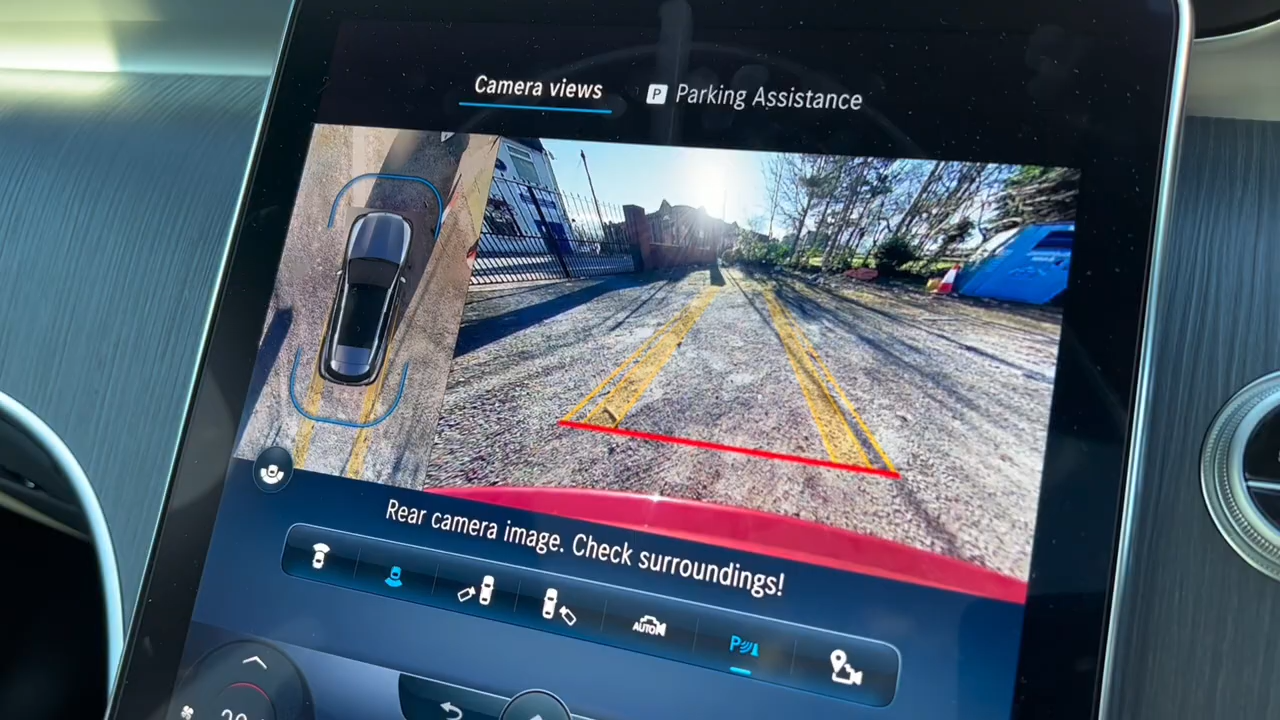 Camera views
P Parking Assistance
Rear camera image. Check surroundings!
AUTO
P